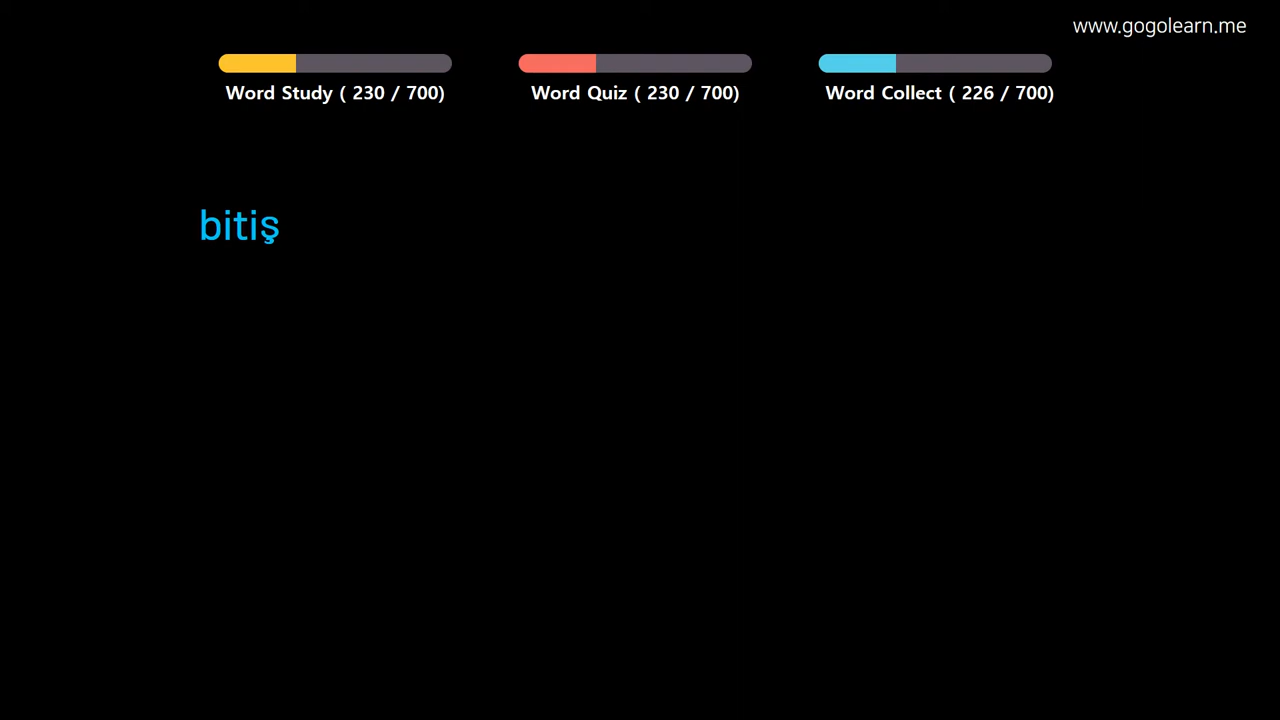 www.gogolearn.me
Word Study ( 230 / 700)
Word Quiz ( 230 / 700)
Word Collect ( 226 / 700)
bitiş